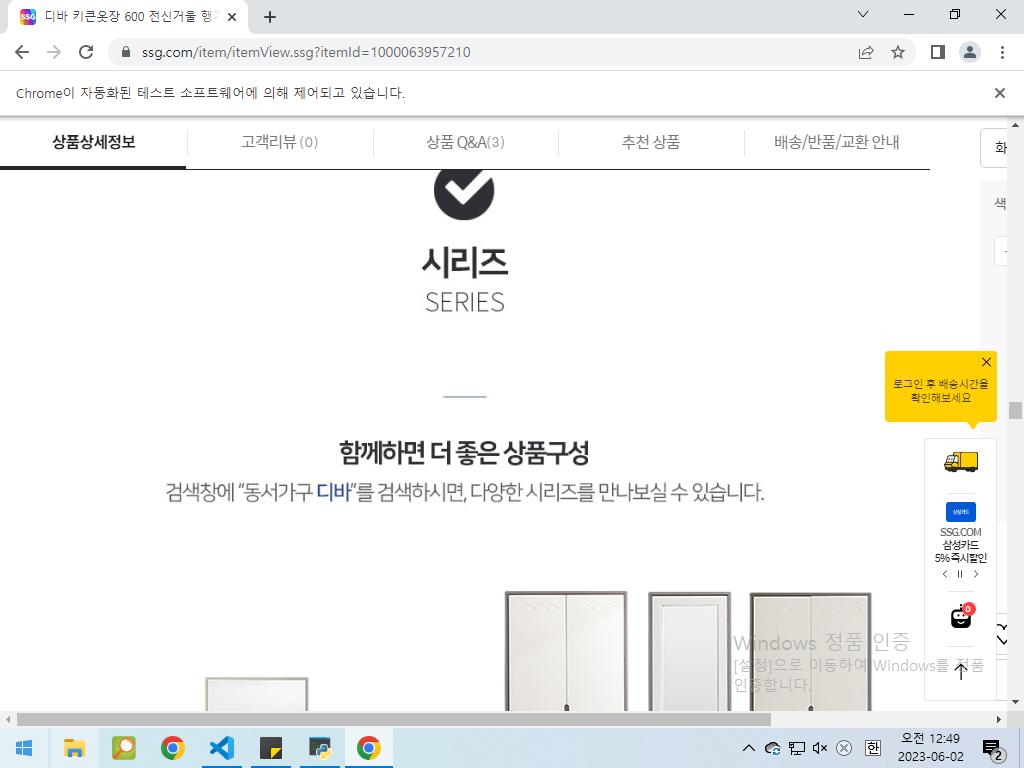 SSG 디바 키큰옷장 600 전신거울 행거
ssg.com/item/itemView.ssg?itemId=1000063957210
Chrome이 자동화된 테스트 소프트웨어에 의해 제어되고 있습니다.
상품상세정보 고객리뷰 (0) 상품 Q&A(3) 추천 상품 배송/반품/교환 안내
화
색
시리즈
SERIES
로그인 후 배송시간을
확인해보세요
함께하면 더 좋은 상품구성
검색창에 “동서가구 디바”를 검색하시면, 다양한 시리즈를 만나보실 수 있습니다.
삼성카드
SSG.COM
삼성카드
5% 즉시할인
0
Windows 정품 인증
[설정]으로 이동하여 Windows를 정품
인증합니다.
한
오전 12:49
2023-06-02
2